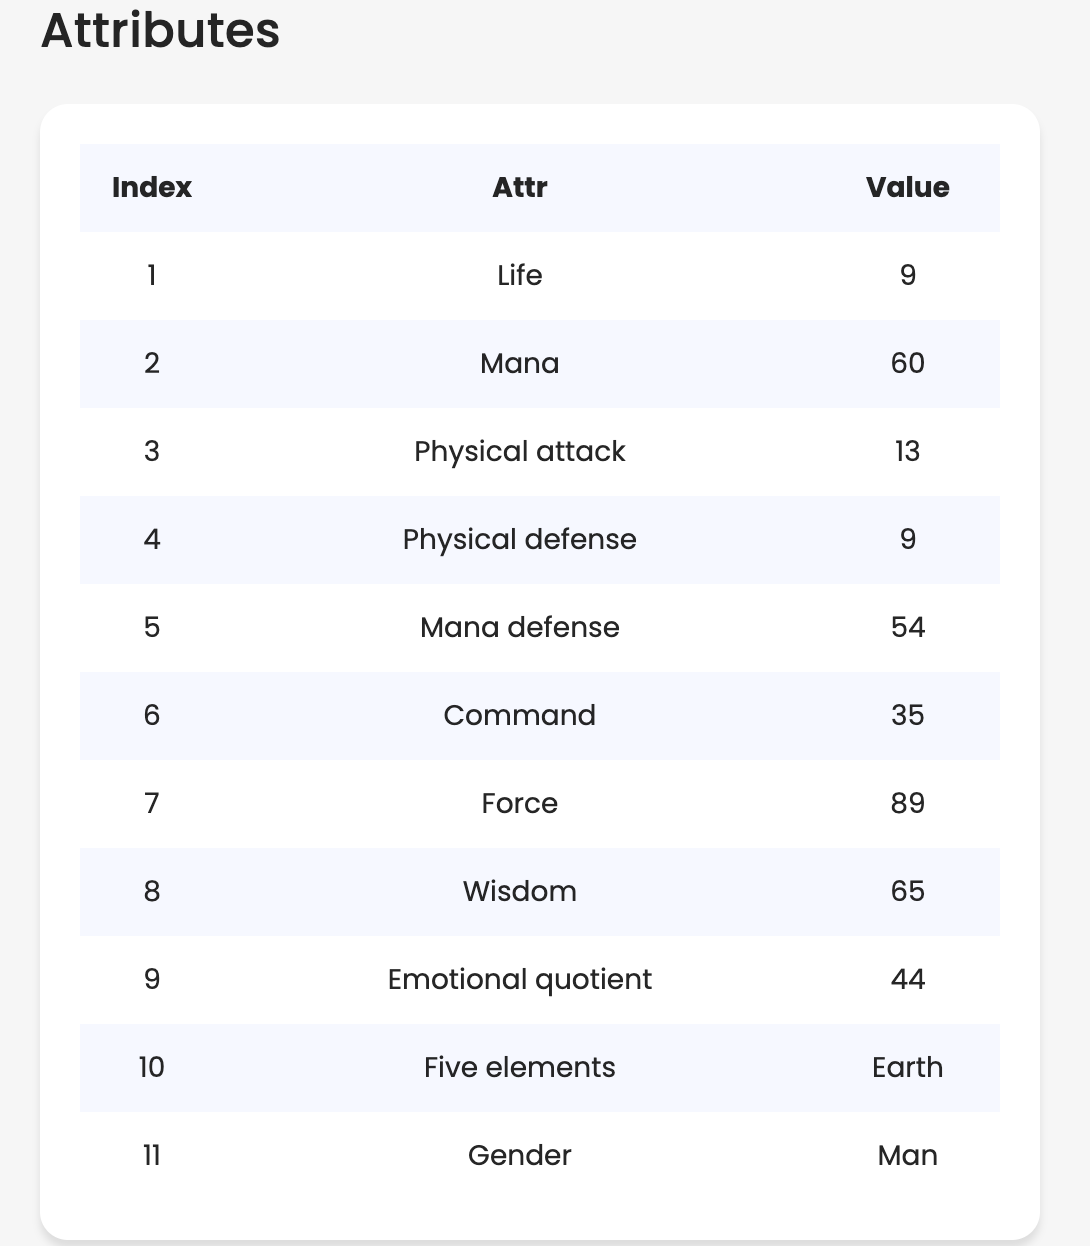 Attributes
Index Attr Value
1 Life 9
2 Mana 60
3 Physical attack 13
4 Physical defense 9
5 Mana defense 54
6 Command 35
7 Force 89
8 Wisdom 65
9 Emotional quotient 44
10 Five elements Earth
11 Gender Man